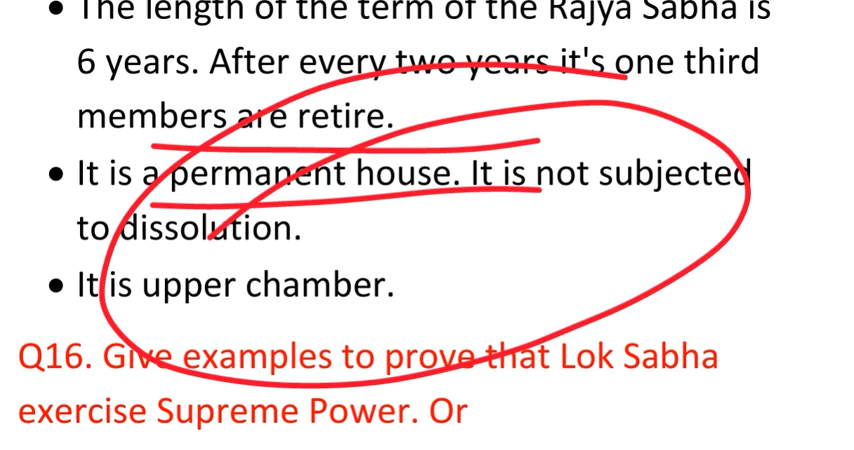 • The length of the term of the Rajya Sabha is
6 years. After every two years it's one third
members are retire.
• It is a permanent house. It is not subjected
to dissolution.
• It is upper chamber.
Q16. Give examples to prove that Lok Sabha
exercise Supreme Power. Or